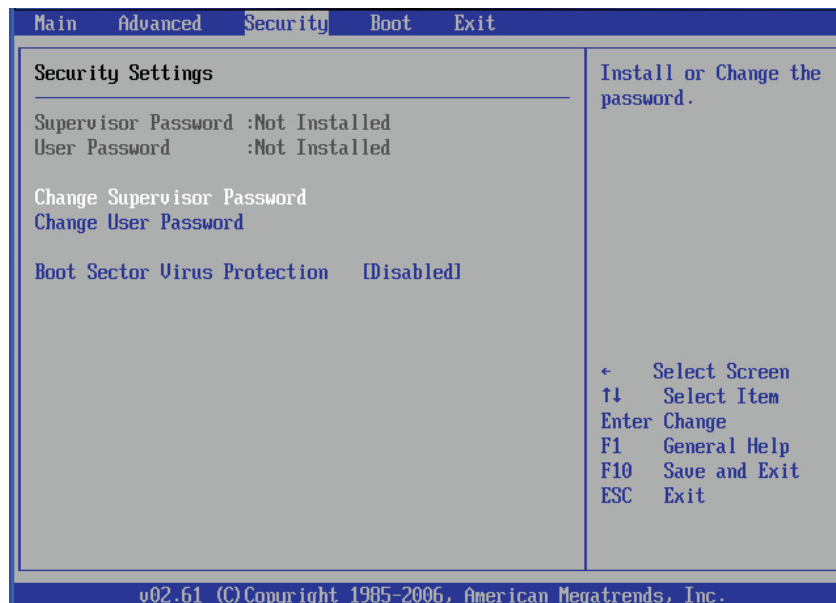 Main Advanced Security Boot Exit
Security Settings
Supervisor Password :Not Installed
User Password :Not Installed
Change Supervisor Password
Change User Password
Boot Sector Virus Protection [Disabled]
Install or Change the
password.
← Select Screen
↑↓ Select Item
Enter Change
F1 General Help
F10 Save and Exit
ESC Exit
v02.61 (C)Copyright 1985-2006, American Megatrends, Inc.